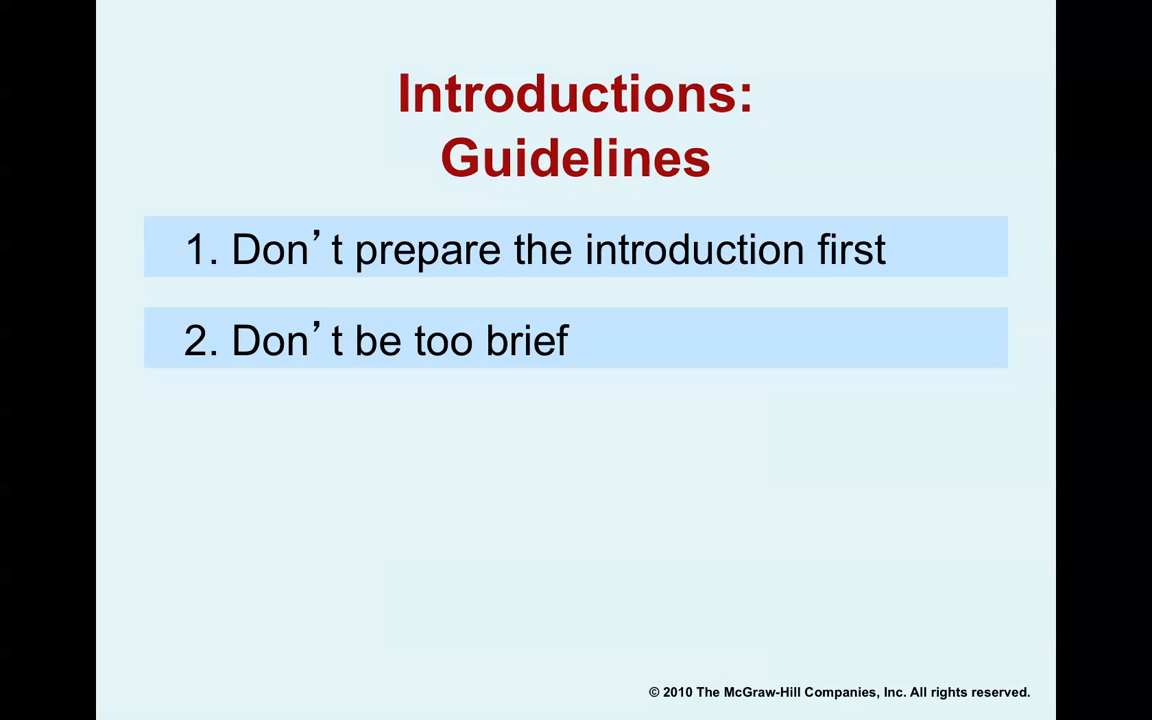 Introductions:
Guidelines
1. Don’t prepare the introduction first
2. Don’t be too brief
© 2010 The McGraw-Hill Companies, Inc. All rights reserved.